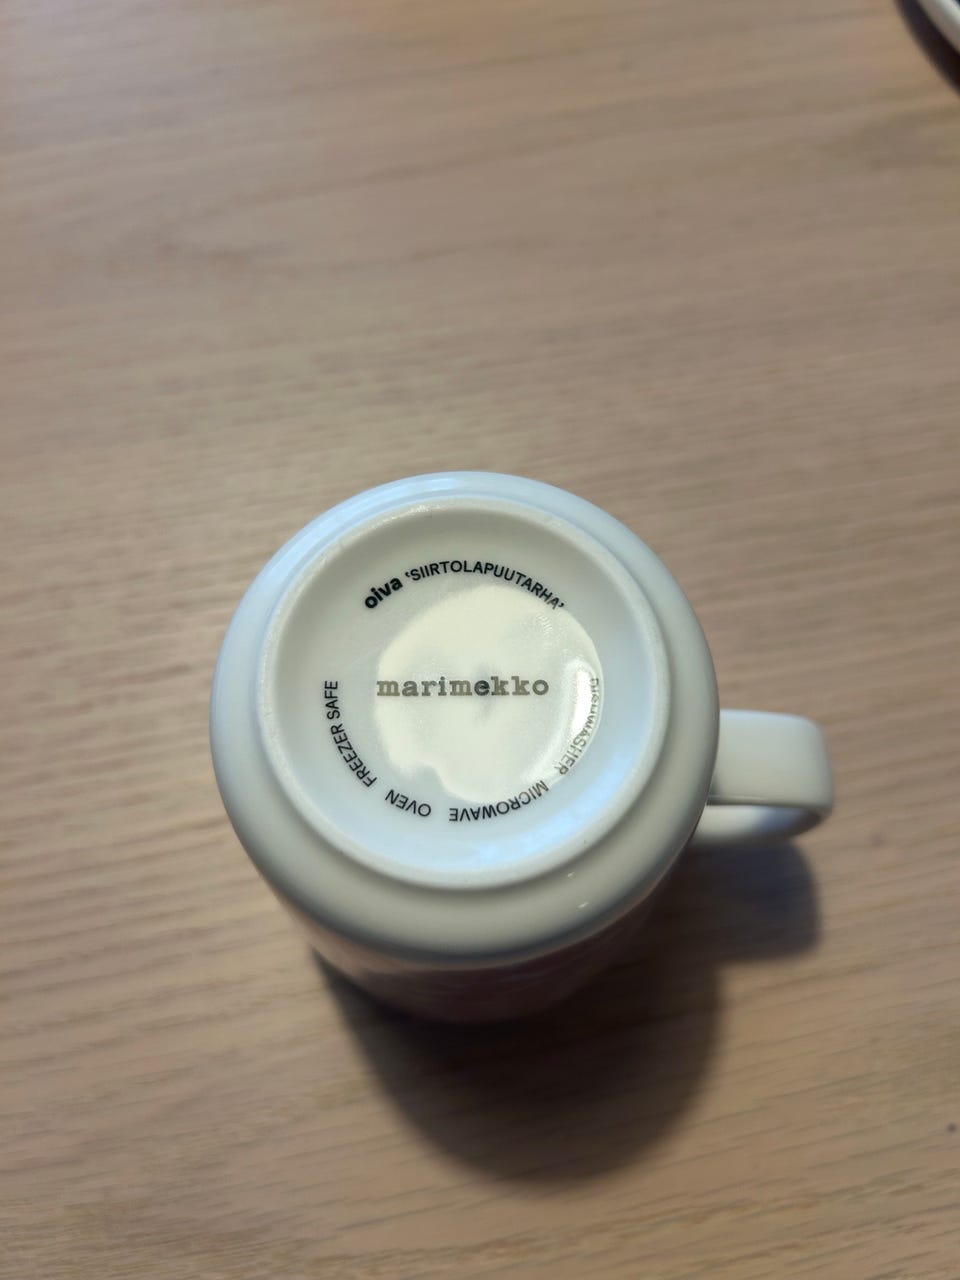 oiva 'SIIRTOLAPUUTARHA'
marimekko
DISHWASHER MICROWAVE OVEN FREEZER SAFE